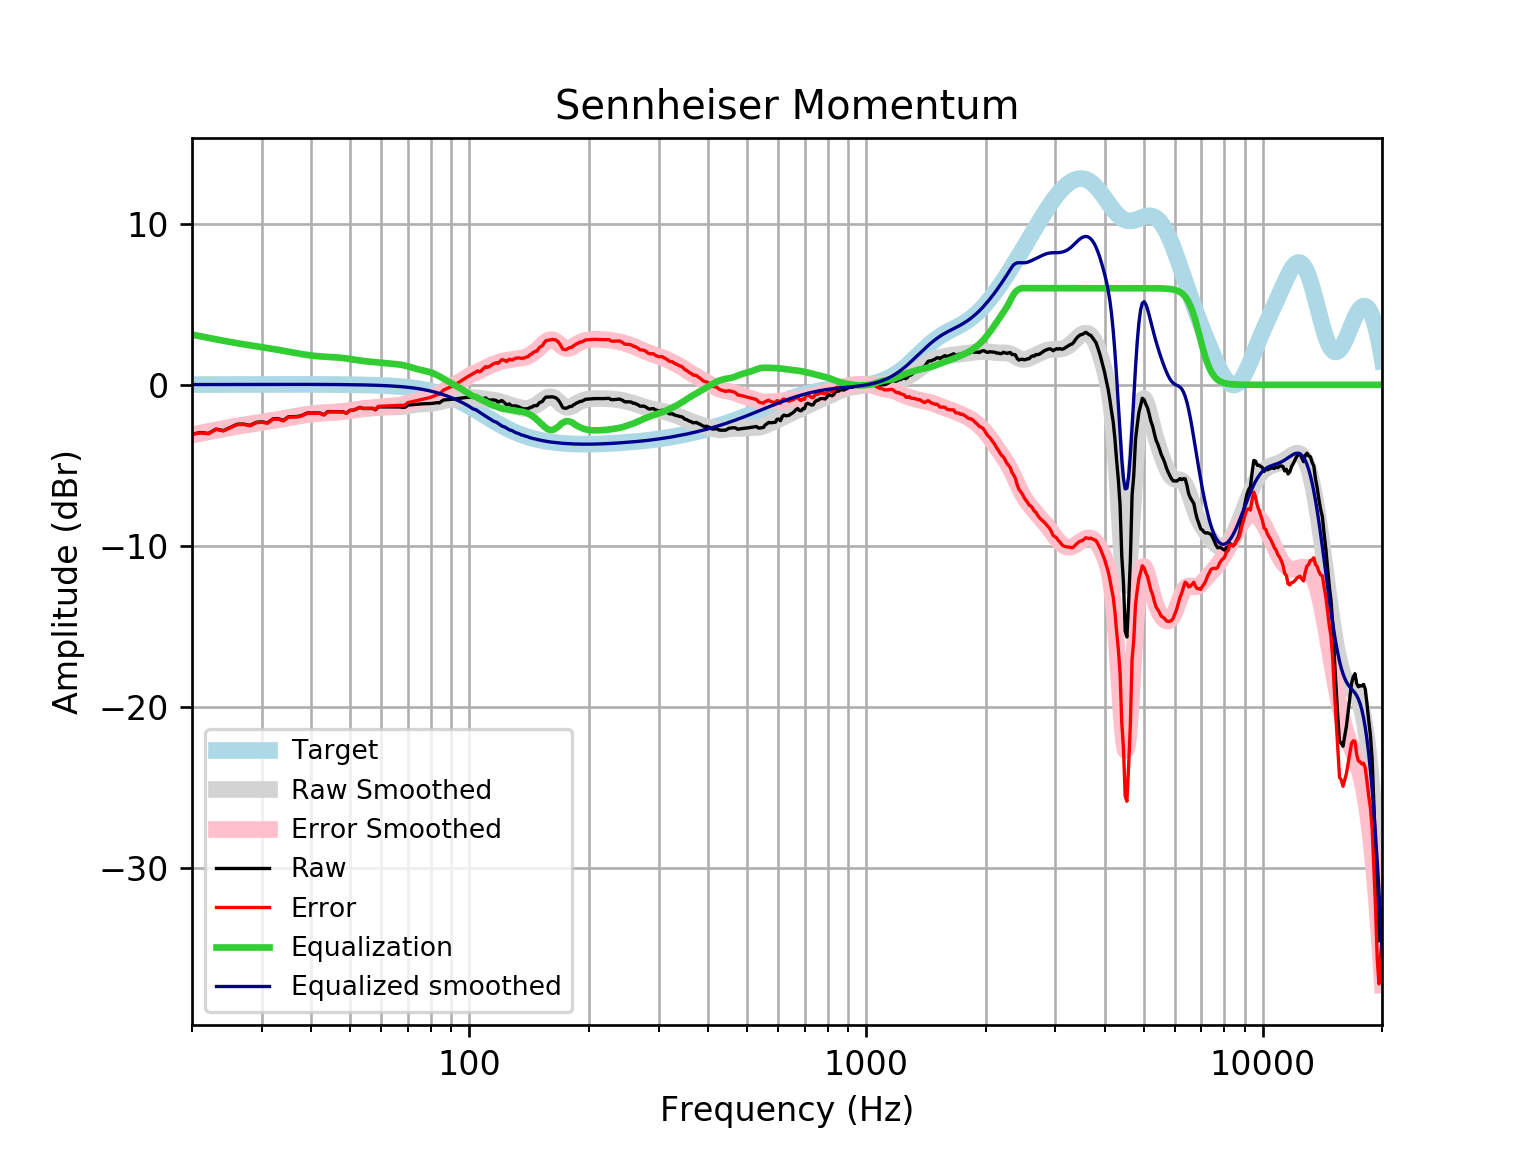 Sennheiser Momentum
10
0
−10
−20
−30
Amplitude (dBr)
Target
Raw Smoothed
Error Smoothed
Raw
Error
Equalization
Equalized smoothed
100
1000
10000
Frequency (Hz)